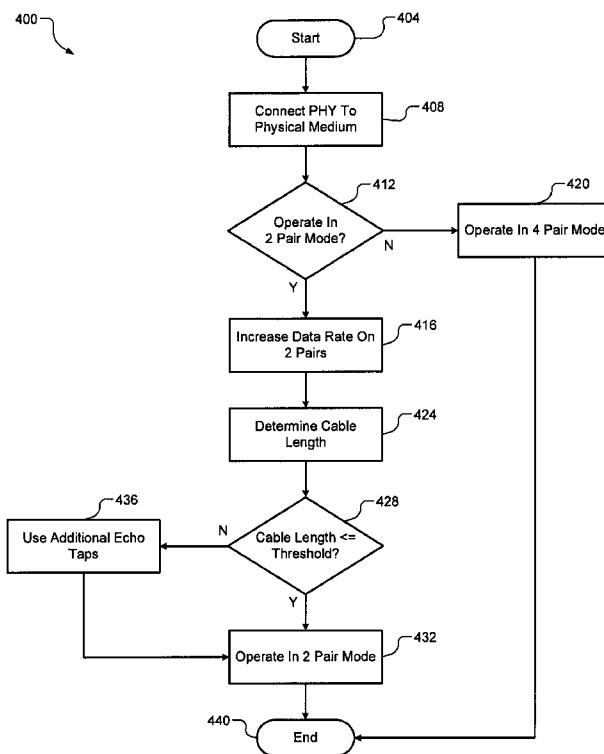 400
Start
404
Connect PHY To
Physical Medium
408
412
Operate In
2 Pair Mode?
N
Y
420
Operate In 4 Pair Mode
Increase Data Rate On
2 Pairs
416
Determine Cable
Length
424
428
Cable Length <=
Threshold?
N
Y
436
Use Additional Echo
Taps
Operate In 2 Pair Mode
432
440
End